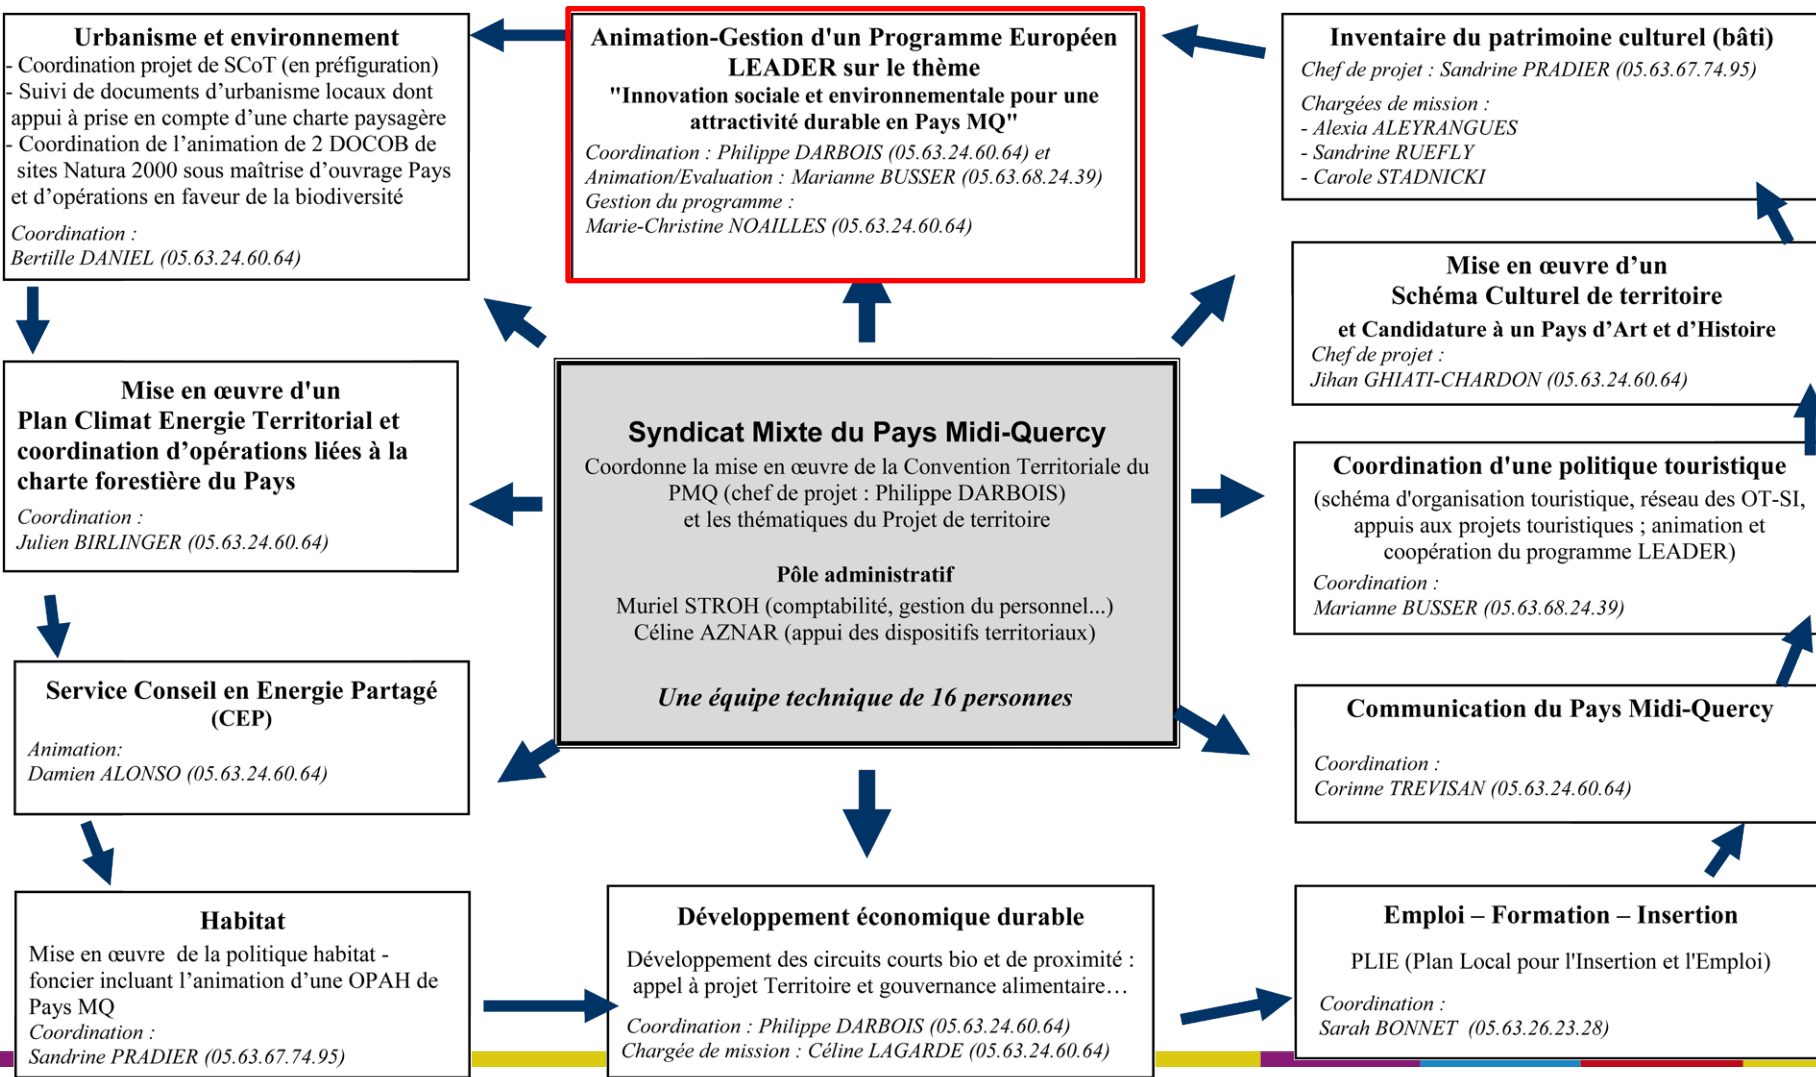 Urbanisme et environnement
- Coordination projet de SCoT (en préfiguration)
- Suivi de documents d’urbanisme locaux dont
appui à prise en compte d’une charte paysagère
- Coordination de l’animation de 2 DOCOB de
sites Natura 2000 sous maîtrise d’ouvrage Pays
et d’opérations en faveur de la biodiversité
Coordination :
Bertille DANIEL (05.63.24.60.64)
Animation-Gestion d'un Programme Européen
LEADER sur le thème
"Innovation sociale et environnementale pour une
attractivité durable en Pays MQ"
Coordination : Philippe DARBOIS (05.63.24.60.64) et
Animation/Evaluation : Marianne BUSSER (05.63.68.24.39)
Gestion du programme :
Marie-Christine NOAILLES (05.63.24.60.64)
Inventaire du patrimoine culturel (bâti)
Chef de projet : Sandrine PRADIER (05.63.67.74.95)
Chargées de mission :
- Alexia ALEYRANGUES
- Sandrine RUEFLY
- Carole STADNICKI
Mise en œuvre d’un
Schéma Culturel de territoire
et Candidature à un Pays d’Art et d’Histoire
Chef de projet :
Jihan GHIATI-CHARDON (05.63.24.60.64)
Mise en œuvre d'un
Plan Climat Energie Territorial et
coordination d’opérations liées à la
charte forestière du Pays
Coordination :
Julien BIRLINGER (05.63.24.60.64)
Syndicat Mixte du Pays Midi-Quercy
Coordonne la mise en œuvre de la Convention Territoriale du
PMQ (chef de projet : Philippe DARBOIS)
et les thématiques du Projet de territoire
Pôle administratif
Muriel STROH (comptabilité, gestion du personnel...)
Céline AZNAR (appui des dispositifs territoriaux)
Une équipe technique de 16 personnes
Coordination d'une politique touristique
(schéma d'organisation touristique, réseau des OT-SI,
appuis aux projets touristiques ; animation et
coopération du programme LEADER)
Coordination :
Marianne BUSSER (05.63.68.24.39)
Service Conseil en Energie Partagé
(CEP)
Animation:
Damien ALONSO (05.63.24.60.64)
Communication du Pays Midi-Quercy
Coordination :
Corinne TREVISAN (05.63.24.60.64)
Habitat
Mise en œuvre de la politique habitat -
foncier incluant l’animation d’une OPAH de
Pays MQ
Coordination :
Sandrine PRADIER (05.63.67.74.95)
Développement économique durable
Développement des circuits courts bio et de proximité :
appel à projet Territoire et gouvernance alimentaire…
Coordination : Philippe DARBOIS (05.63.24.60.64)
Chargée de mission : Céline LAGARDE (05.63.24.60.64)
Emploi – Formation – Insertion
PLIE (Plan Local pour l'Insertion et l'Emploi)
Coordination :
Sarah BONNET (05.63.26.23.28)